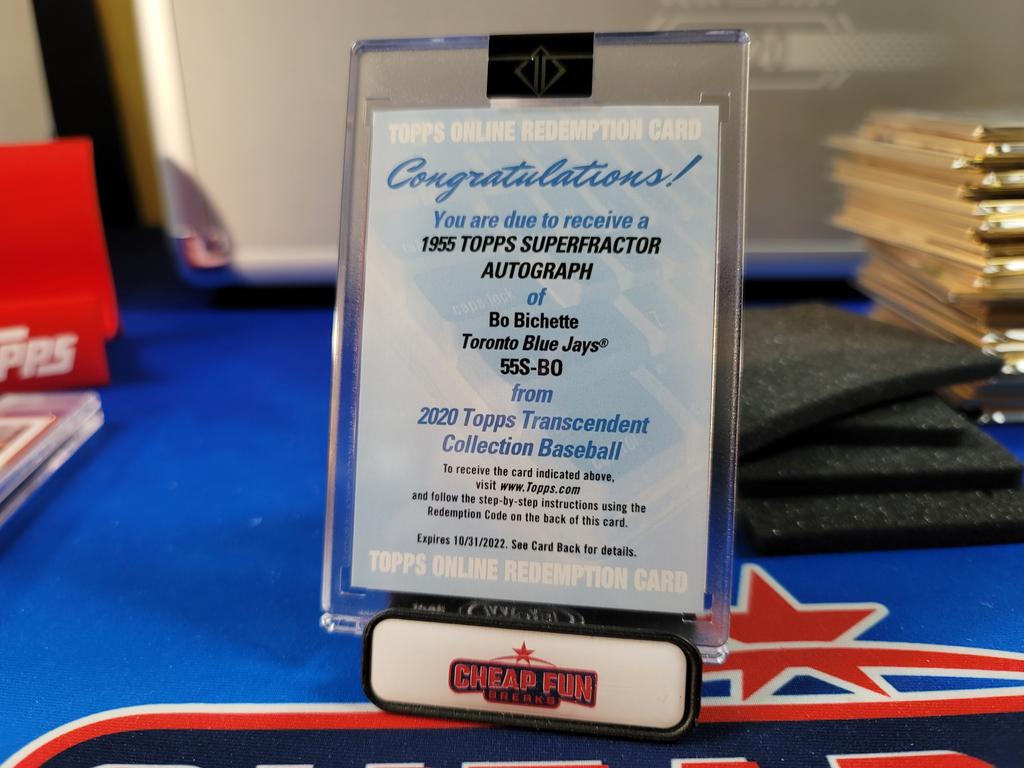 TOPPS ONLINE REDEMPTION CARD
Congratulations!
You are due to receive a
1955 TOPPS SUPERFRACTOR
AUTOGRAPH
of
Bo Bichette
Toronto Blue Jays®
55S-BO
from
2020 Topps Transcendent
Collection Baseball
To receive the card indicated above,
visit www.Topps.com
and follow the step-by-step instructions using the
Redemption Code on the back of this card.
Expires 10/31/2022. See Card Back for details.
TOPPS ONLINE REDEMPTION CARD
caps lock
CHEAP FUN
BREAKS
TOPPS